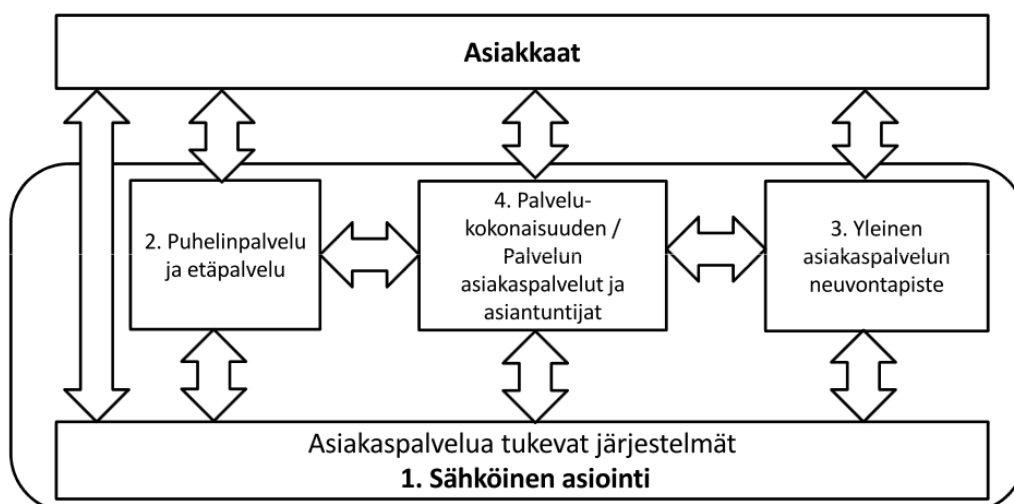 Asiakkaat
2. Puhelinpalvelu
ja etäpalvelu
4. Palvelu-
kokonaisuuden /
Palvelun
asiakaspalvelut ja
asiantuntijat
3. Yleinen
asiakaspalvelun
neuvontapiste
Asiakaspalvelua tukevat järjestelmät
1. Sähköinen asiointi